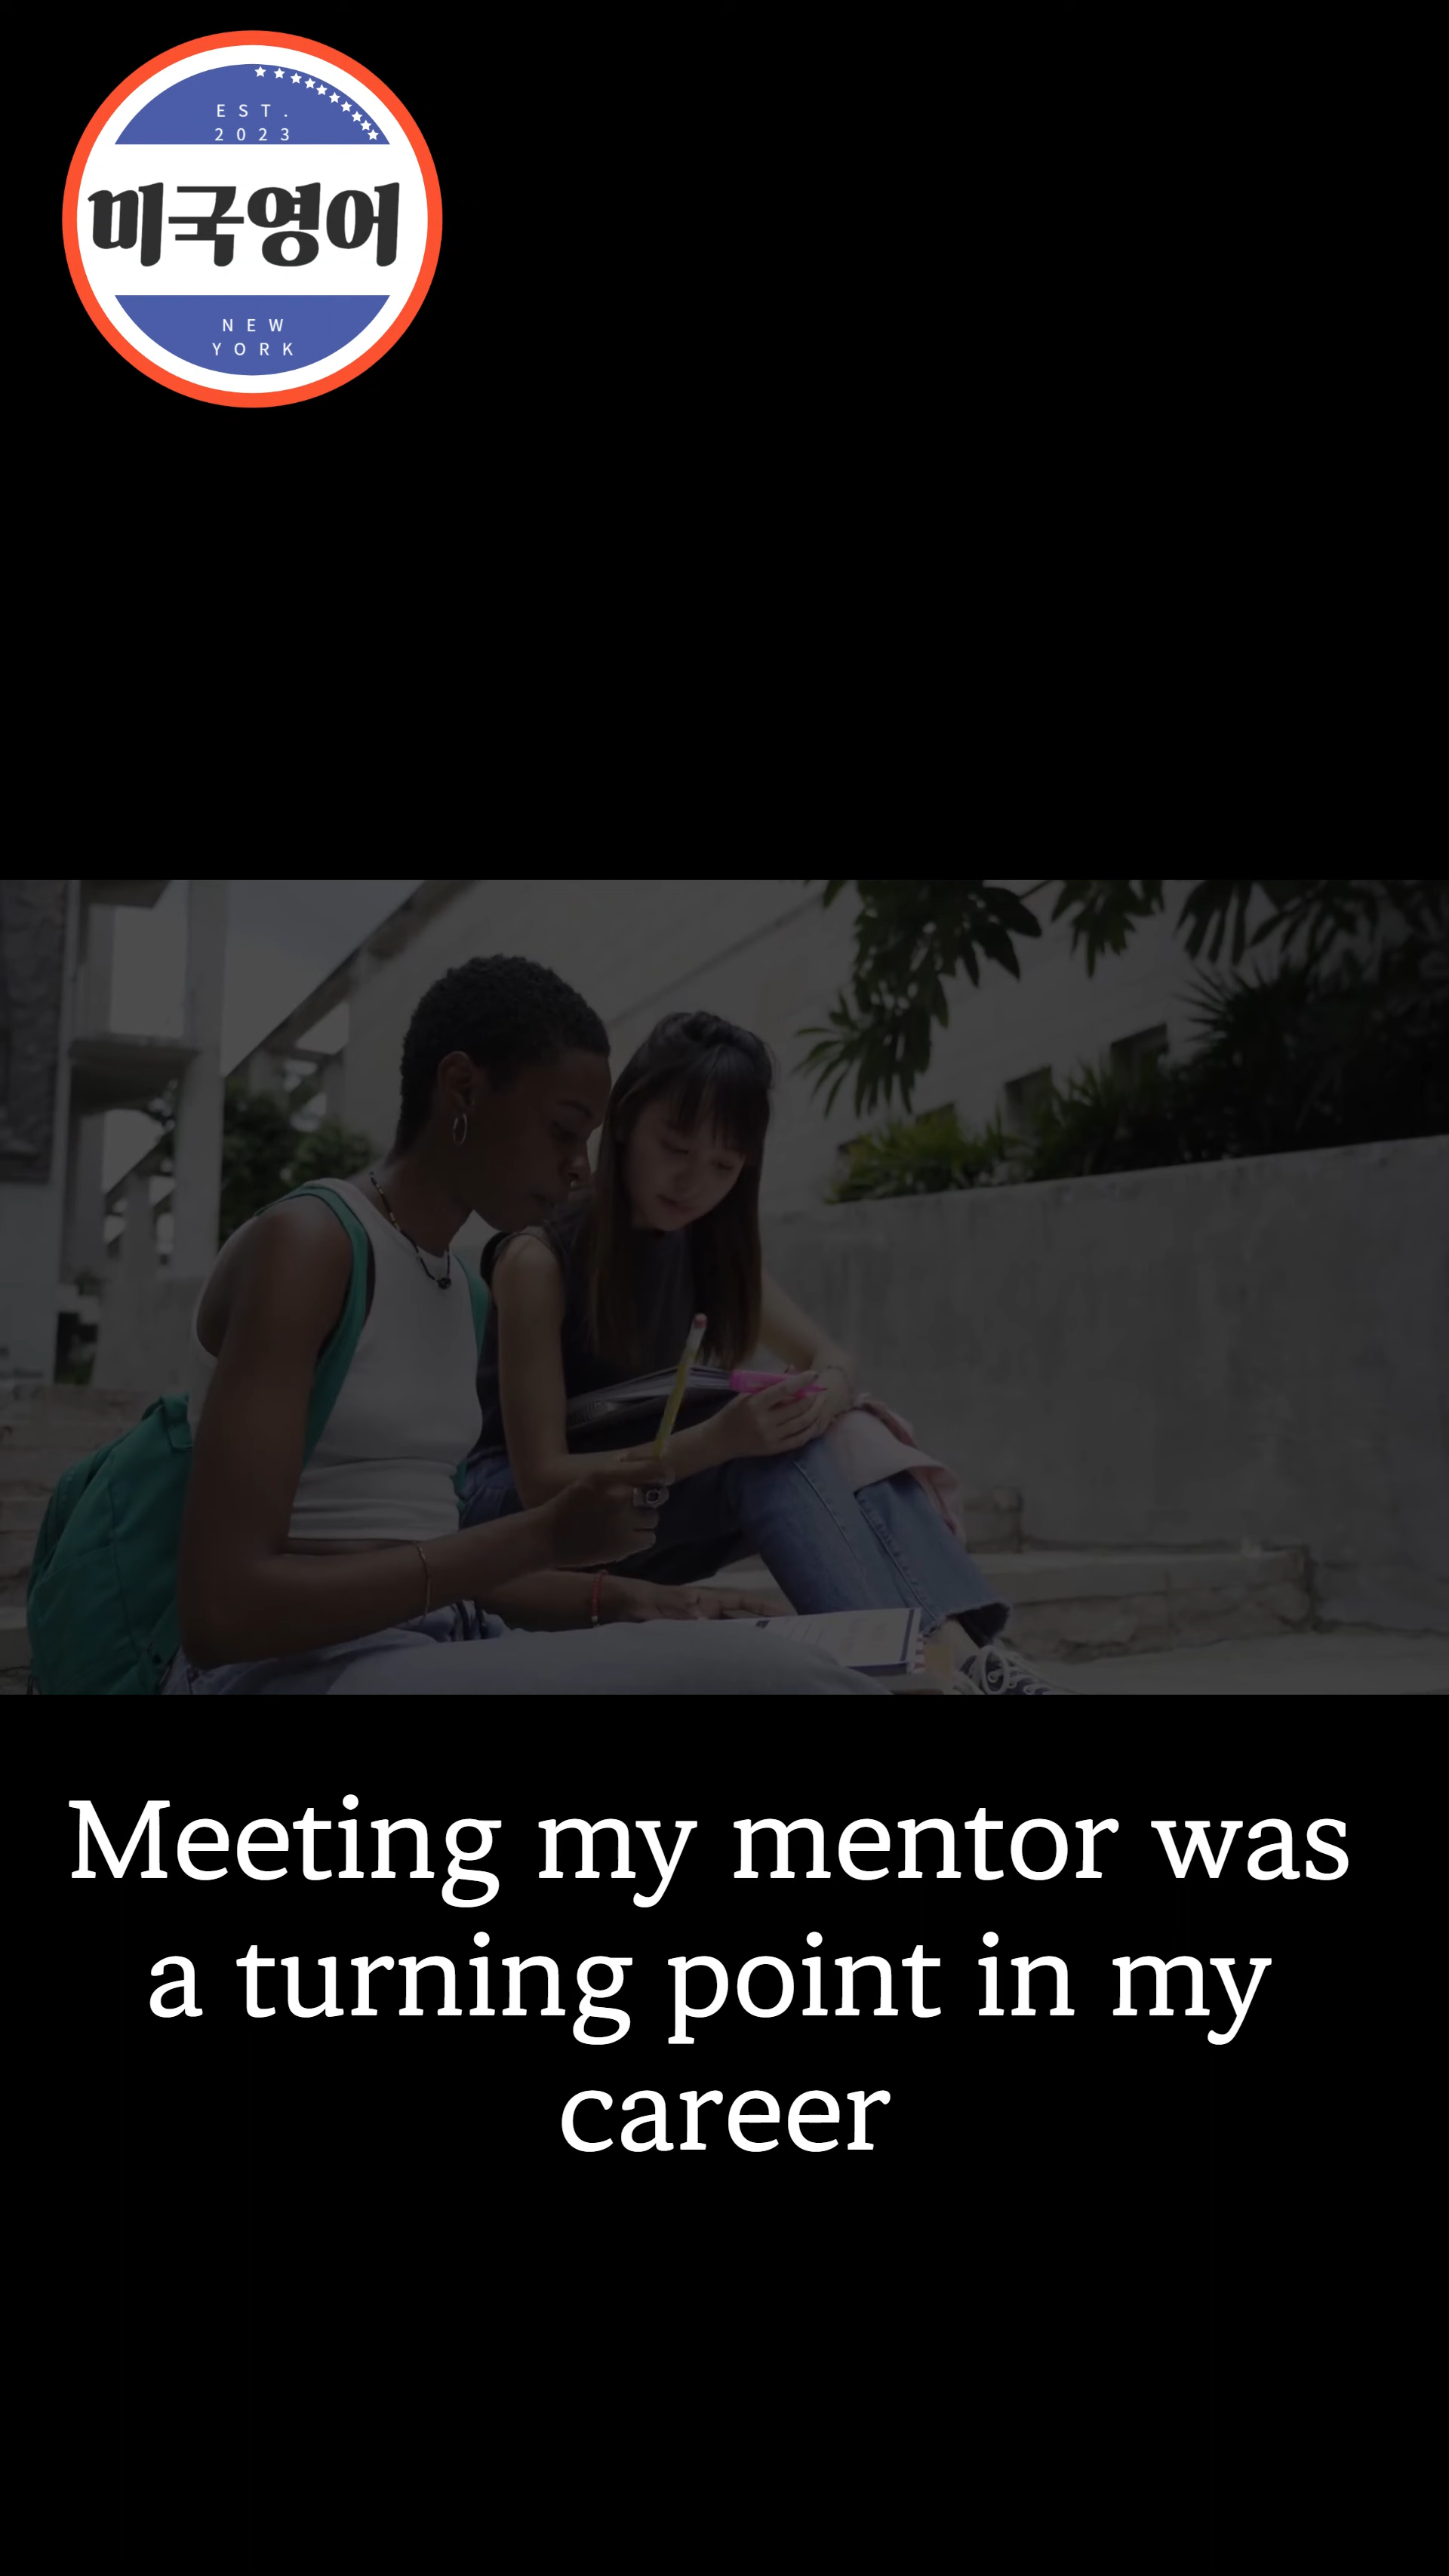 EST.
2023
미국영어
NEW
YORK
Meeting my mentor was
a turning point in my
career